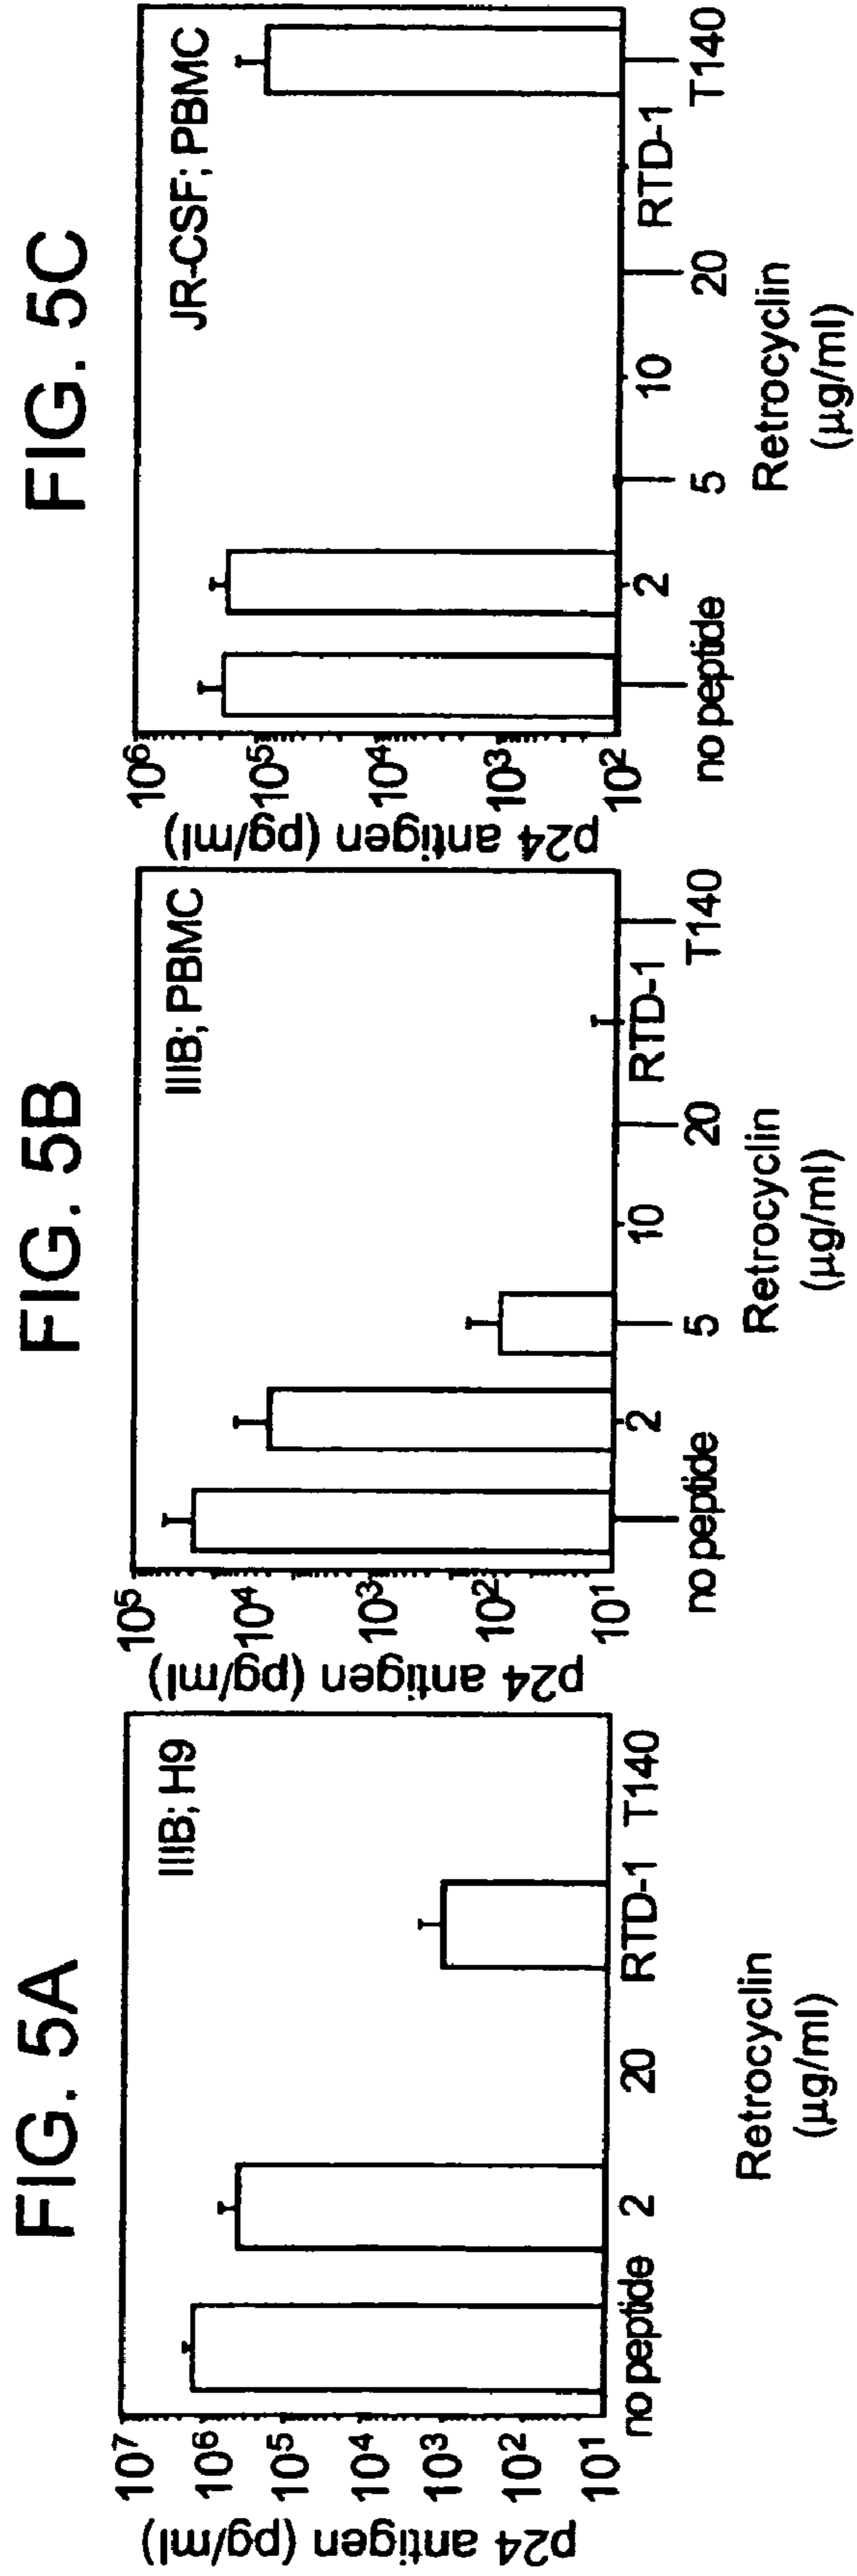 FIG. 5A
p24 antigen (pg/ml)
10⁷
10⁶
10⁵
10⁴
10³
10²
10¹
IIIB; H9
no peptide
2
20
RTD-1
T140
Retrocyclin
(µg/ml)
FIG. 5B
p24 antigen (pg/ml)
10⁵
10⁴
10³
10²
10¹
IIIB; PBMC
no peptide
2
5
10
20
RTD-1
T140
Retrocyclin
(µg/ml)
FIG. 5C
p24 antigen (pg/ml)
10⁶
10⁵
10⁴
10³
10²
JR-CSF; PBMC
no peptide
2
5
10
20
RTD-1
T140
Retrocyclin
(µg/ml)